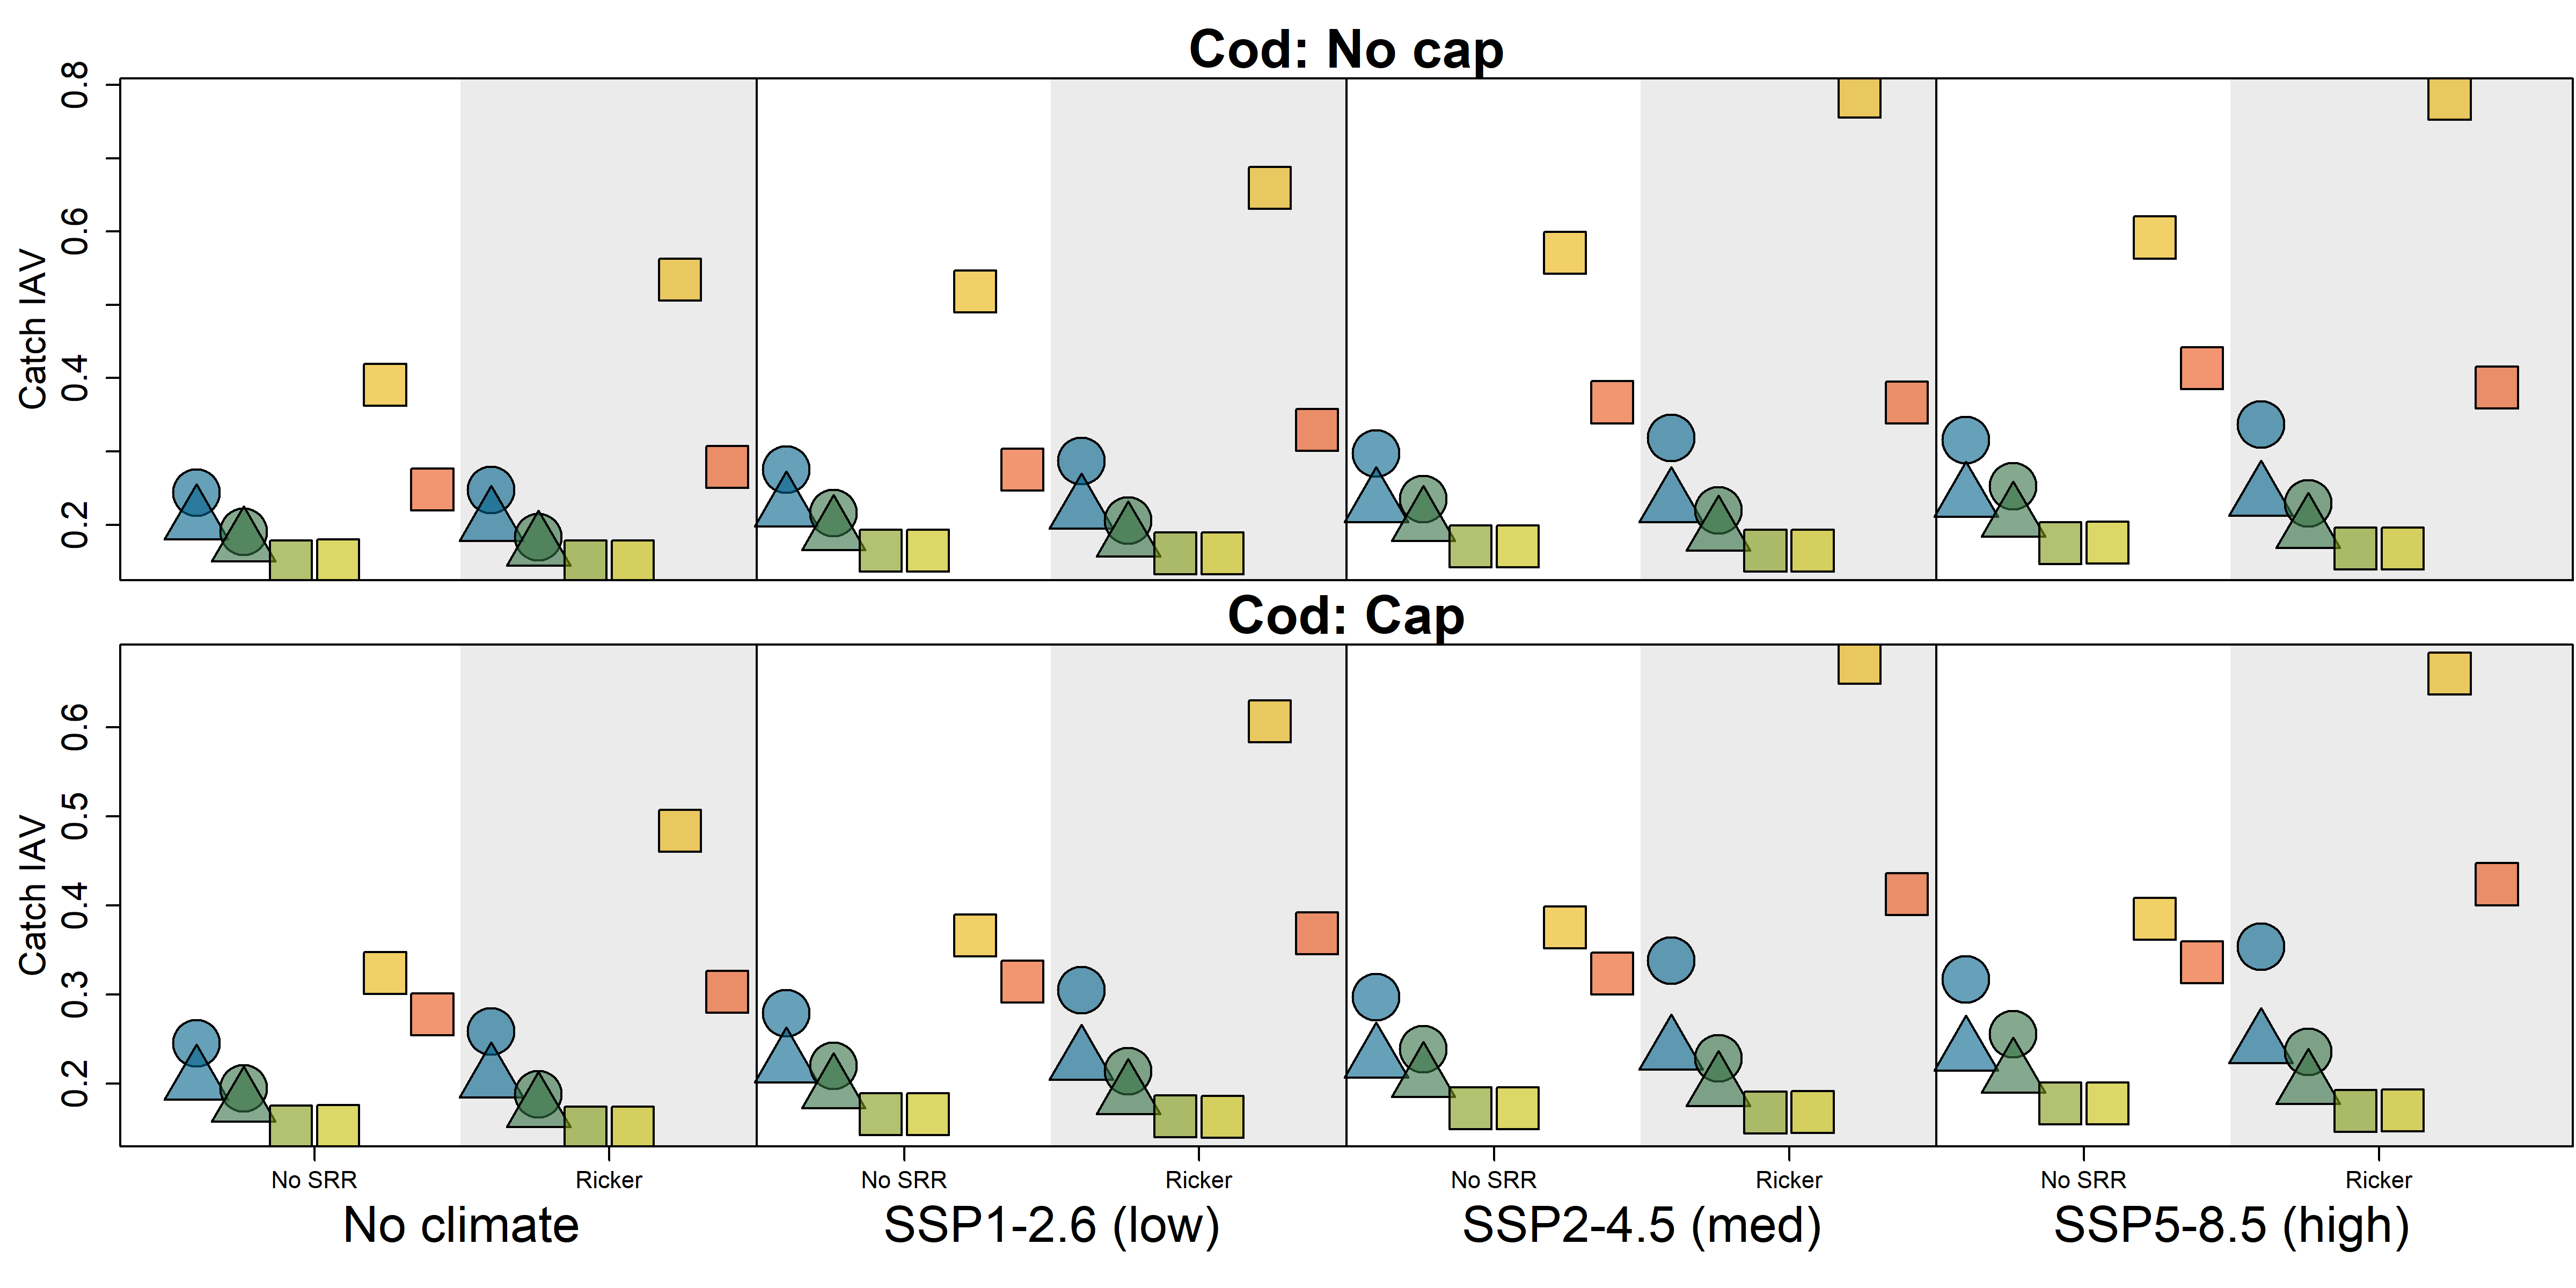 Cod: No cap
Catch IAV
0.2 0.4 0.6 0.8
Cod: Cap
Catch IAV
0.2 0.3 0.4 0.5 0.6
No SRR Ricker No SRR Ricker No SRR Ricker No SRR Ricker
No climate SSP1-2.6 (low) SSP2-4.5 (med) SSP5-8.5 (high)